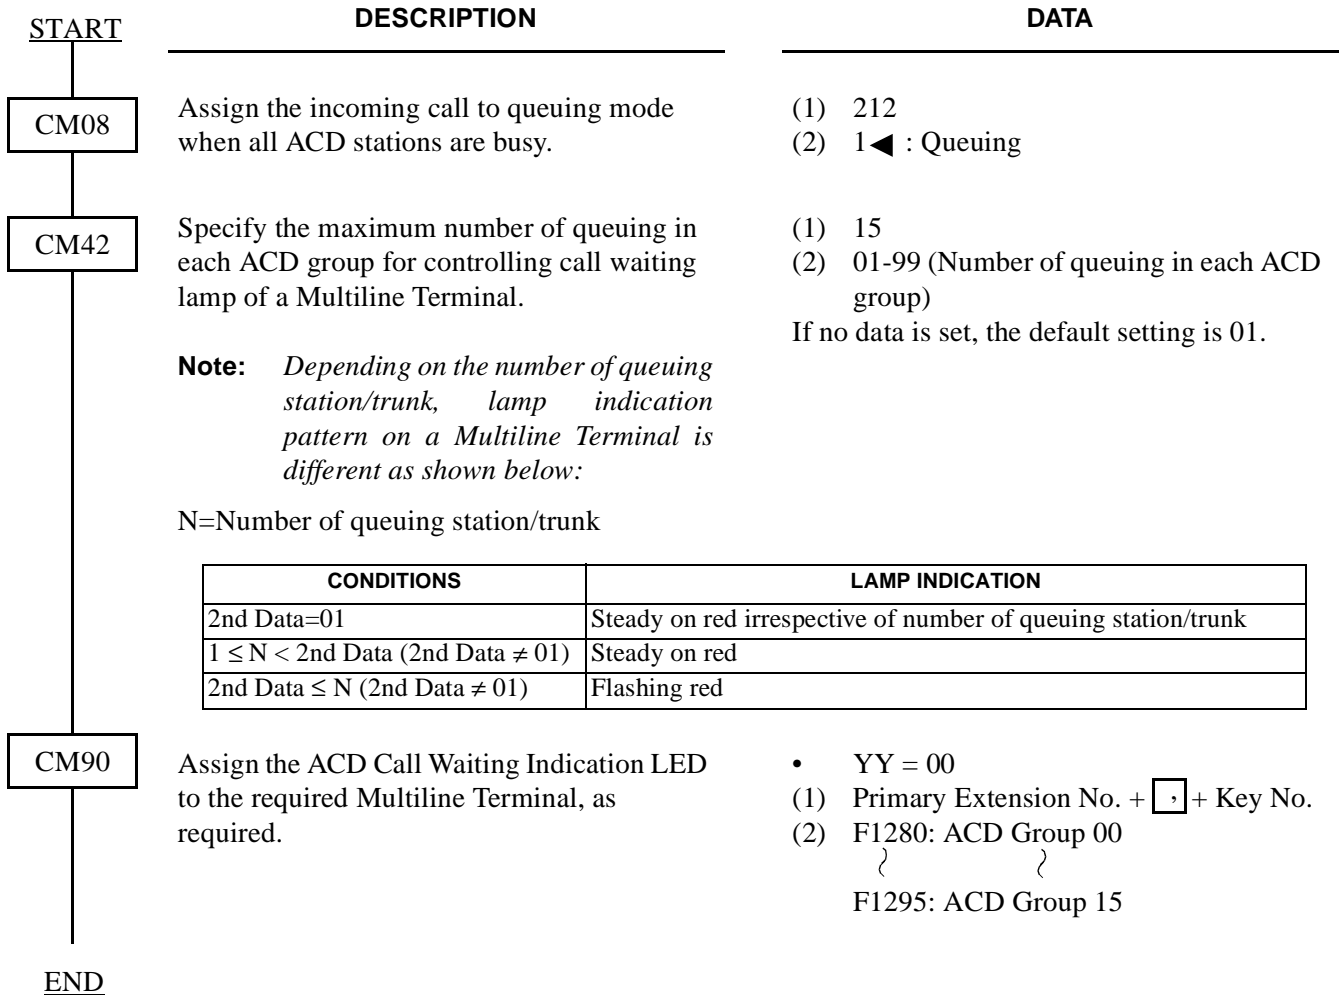 START
DESCRIPTION
DATA
CM08
Assign the incoming call to queuing mode
when all ACD stations are busy.
(1) 212
(2) 1◄ : Queuing
CM42
Specify the maximum number of queuing in
each ACD group for controlling call waiting
lamp of a Multiline Terminal.
(1) 15
(2) 01-99 (Number of queuing in each ACD
group)
If no data is set, the default setting is 01.
Note: Depending on the number of queuing
station/trunk, lamp indication
pattern on a Multiline Terminal is
different as shown below:
N=Number of queuing station/trunk
CONDITIONS LAMP INDICATION
2nd Data=01 Steady on red irrespective of number of queuing station/trunk
1 ≤ N < 2nd Data (2nd Data ≠ 01) Steady on red
2nd Data ≤ N (2nd Data ≠ 01) Flashing red
CM90
Assign the ACD Call Waiting Indication LED
to the required Multiline Terminal, as
required.
• YY = 00
(1) Primary Extension No. + , + Key No.
(2) F1280: ACD Group 00
F1295: ACD Group 15
END